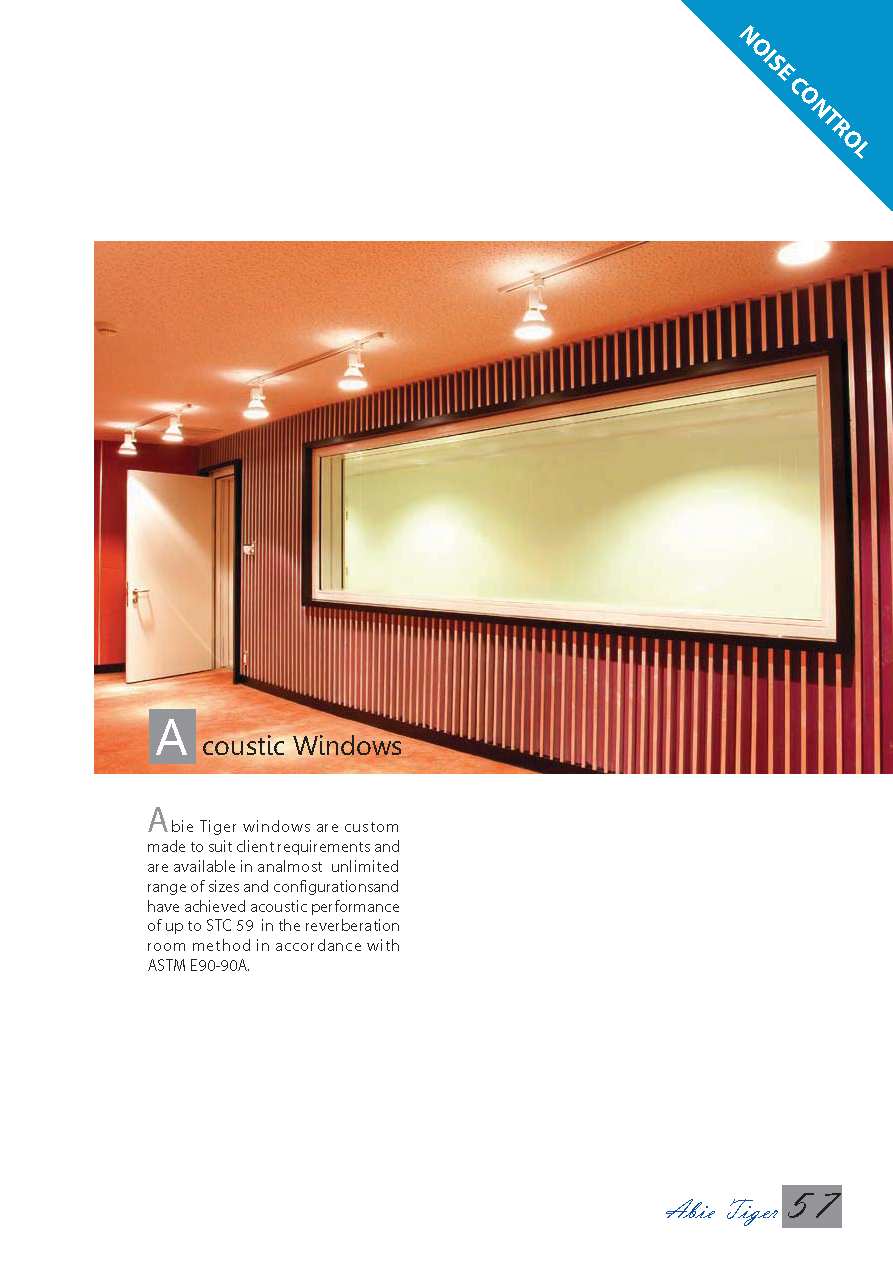 NOISE CONTROL
Acoustic Windows
Abie Tiger windows are custom
made to suit client requirements and
are available in analmost unlimited
range of sizes and configurationsand
have achieved acoustic performance
of up to STC 59 in the reverberation
room method in accordance with
ASTM E90-90A.
Abie Tiger 57